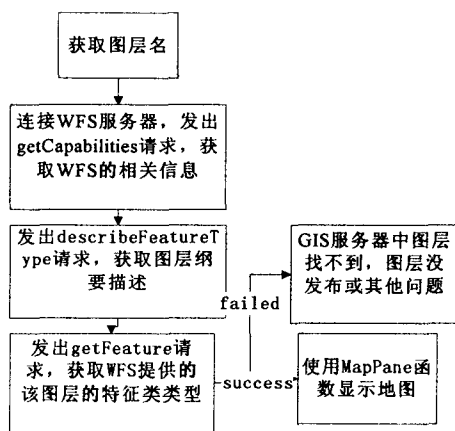 获取图层名
连接WFS服务器，发出
getCapabilities请求，获
取WFS的相关信息
发出describeFeatureT
ype请求，获取图层纲
要描述
GIS服务器中图层
找不到，图层没
发布或其他问题
failed
发出getFeature请
求，获取WFS提供的
该图层的特征类类型
success
使用MapPane函
数显示地图